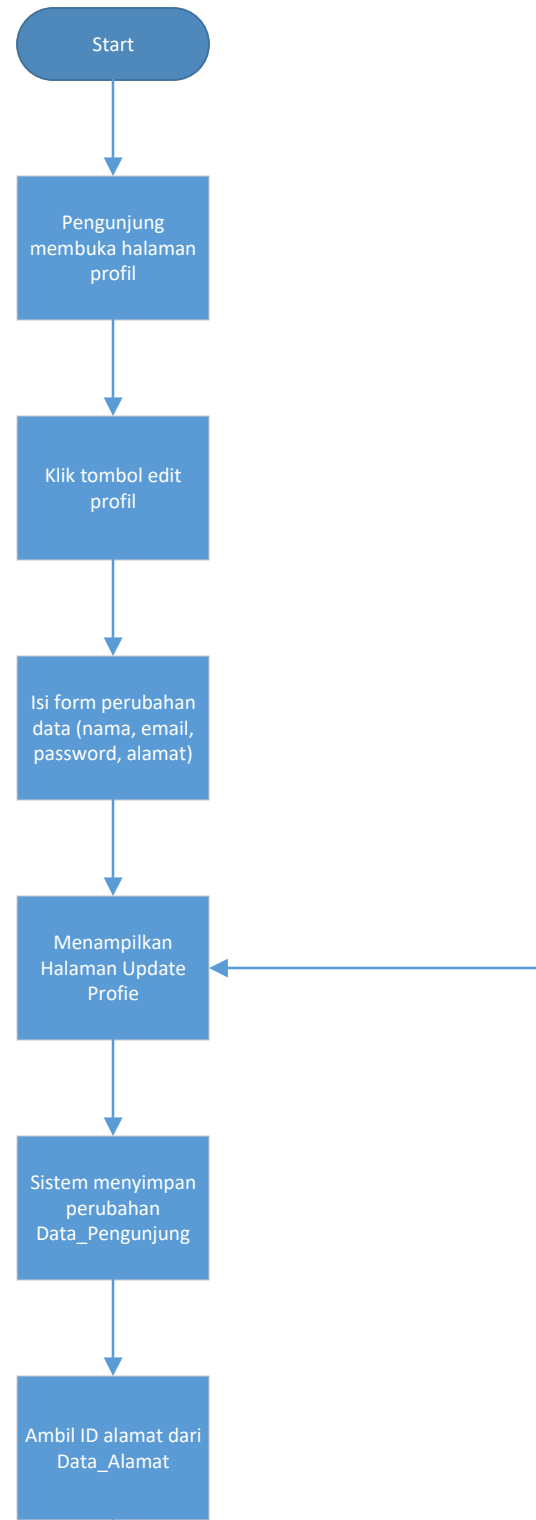 Start
Pengunjung
membuka halaman
profil
Klik tombol edit
profil
Isi form perubahan
data (nama, email,
password, alamat)
Menampilkan
Halaman Update
Profie
Sistem menyimpan
perubahan
Data_Pengunjung
Ambil ID alamat dari
Data_Alamat